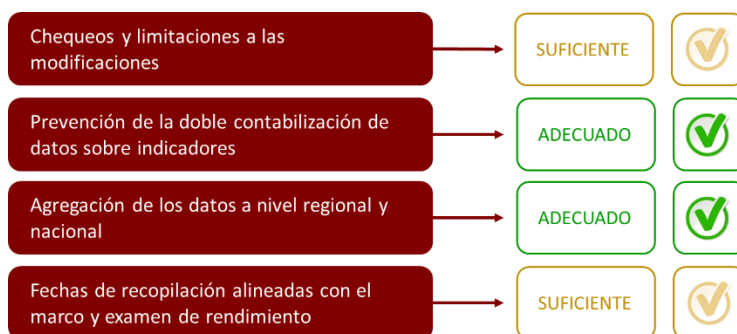 Chequeos y limitaciones a las
modificaciones
SUFICIENTE
Prevención de la doble contabilización de
datos sobre indicadores
ADECUADO
Agregación de los datos a nivel regional y
nacional
ADECUADO
Fechas de recopilación alineadas con el
marco y examen de rendimiento
SUFICIENTE